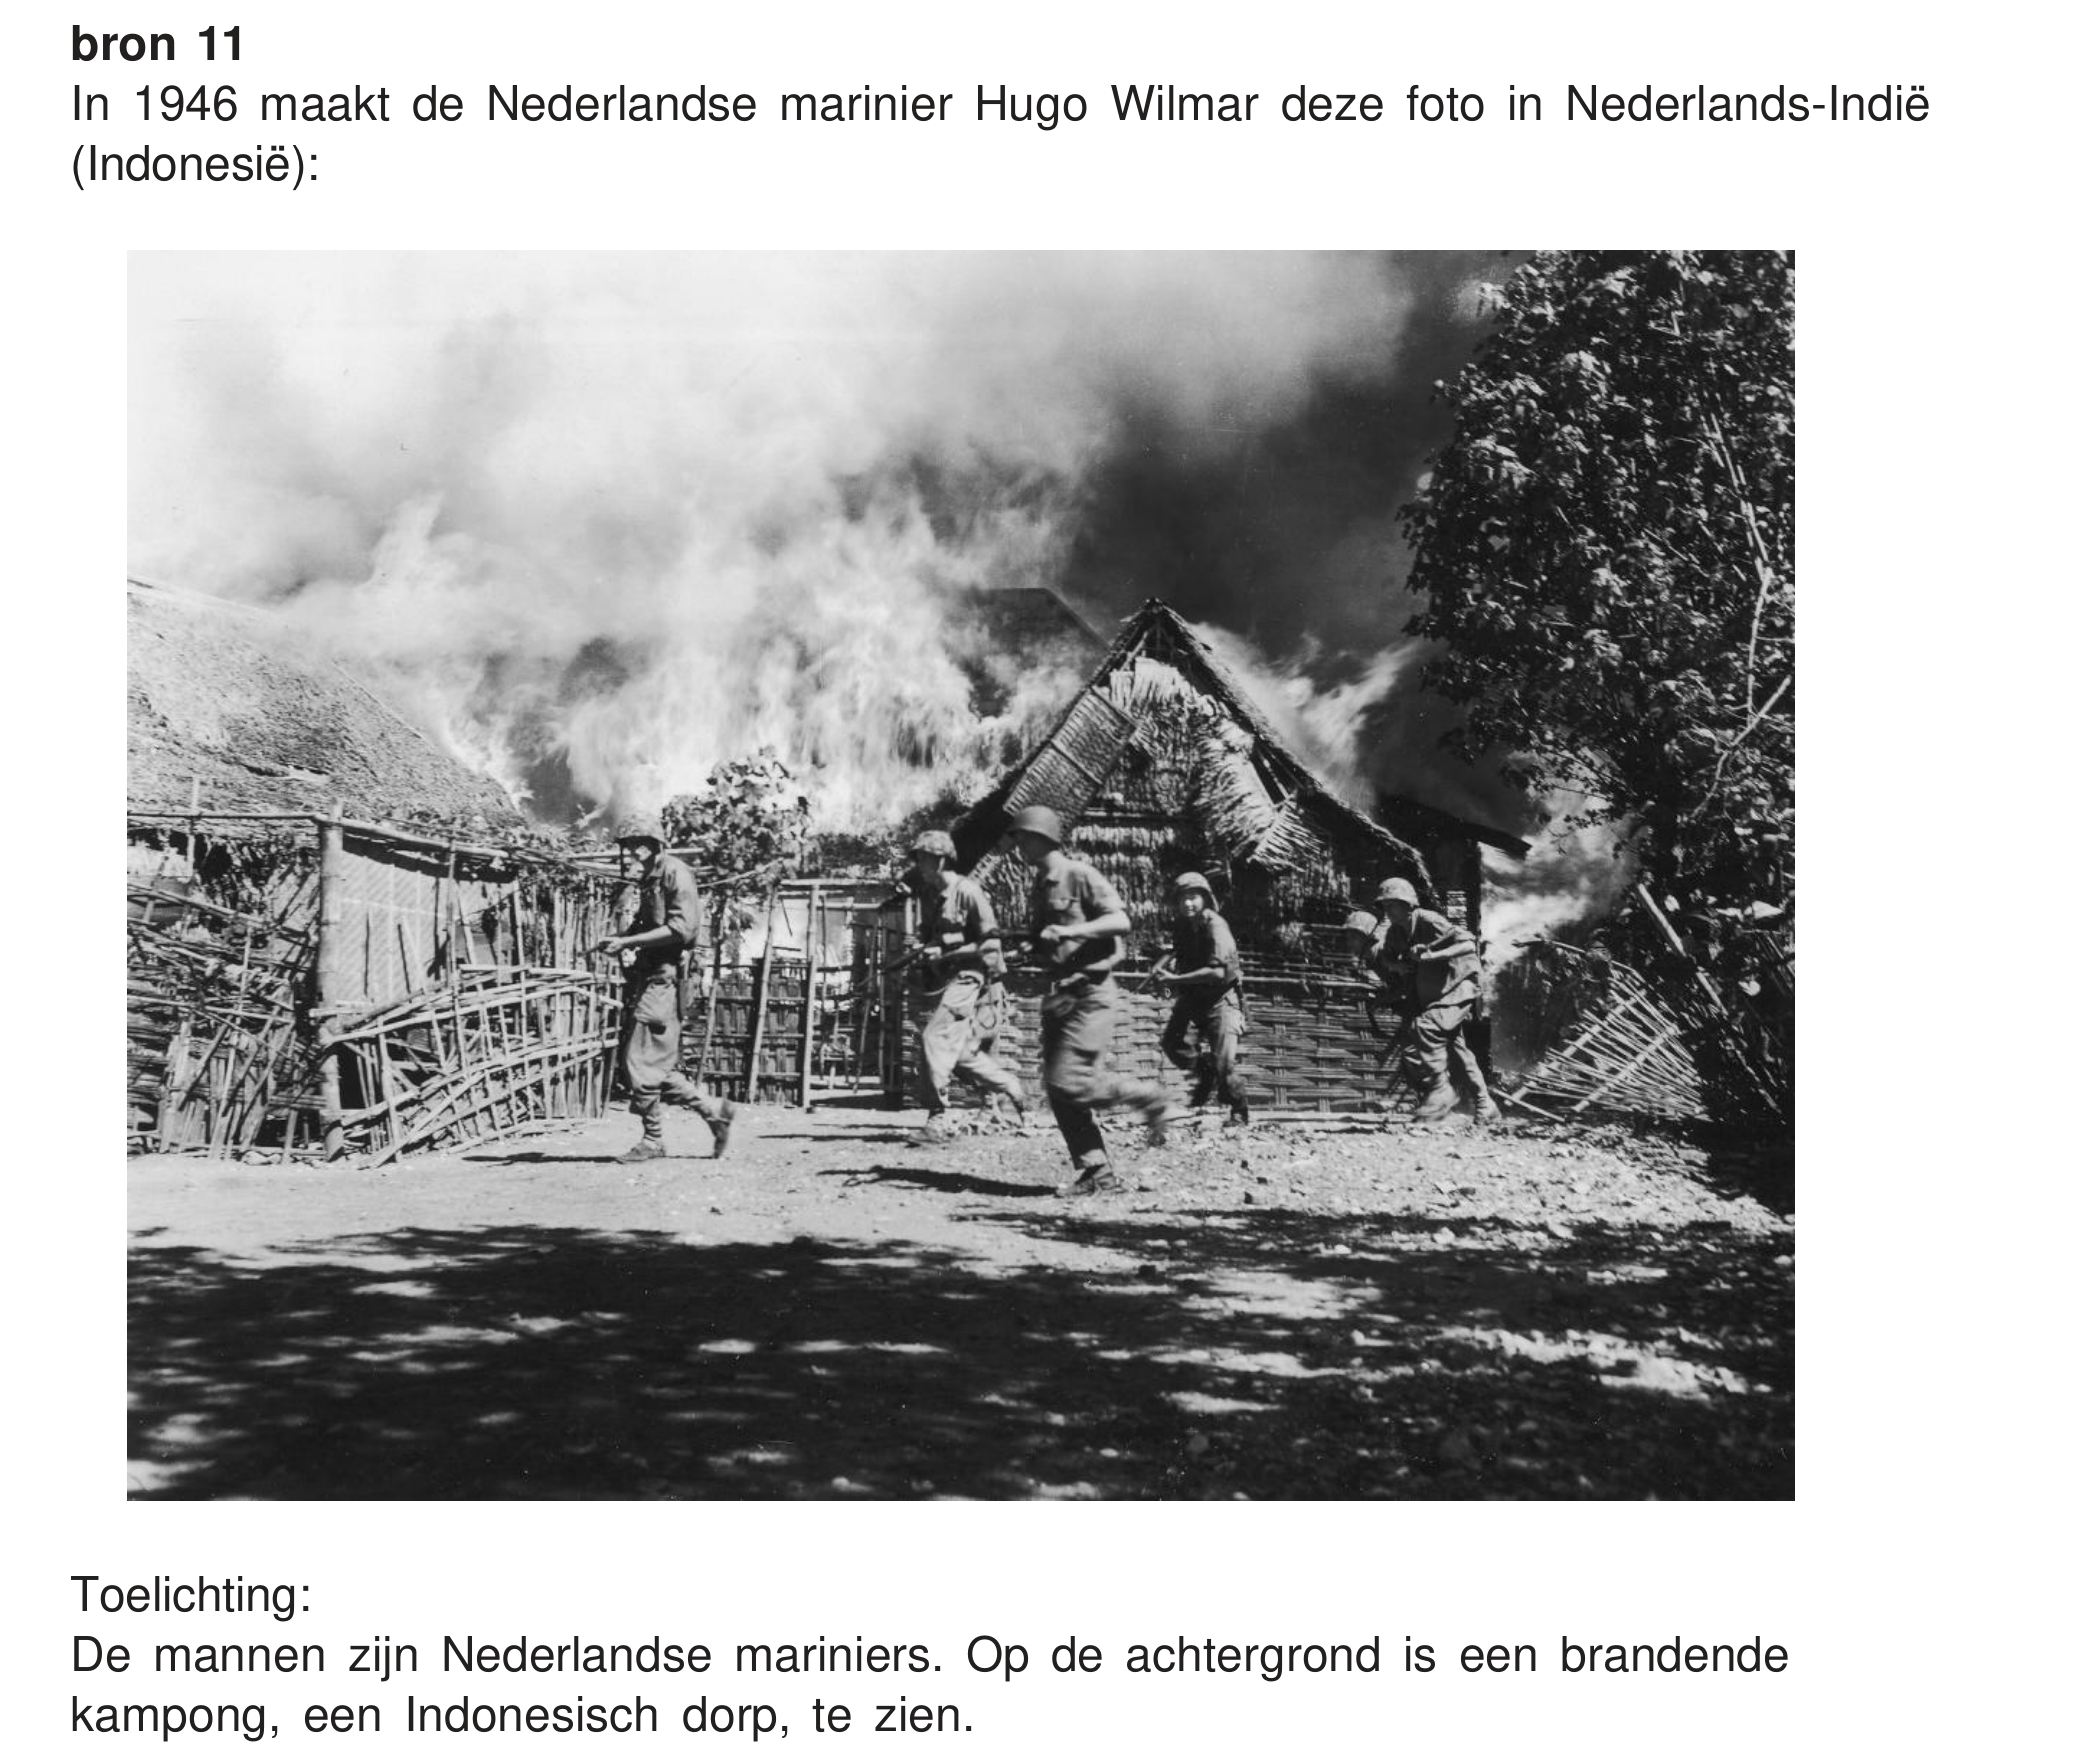 bron 11
In 1946 maakt de Nederlandse marinier Hugo Wilmar deze foto in Nederlands-Indië
(Indonesië):
Toelichting:
De mannen zijn Nederlandse mariniers. Op de achtergrond is een brandende
kampong, een Indonesisch dorp, te zien.